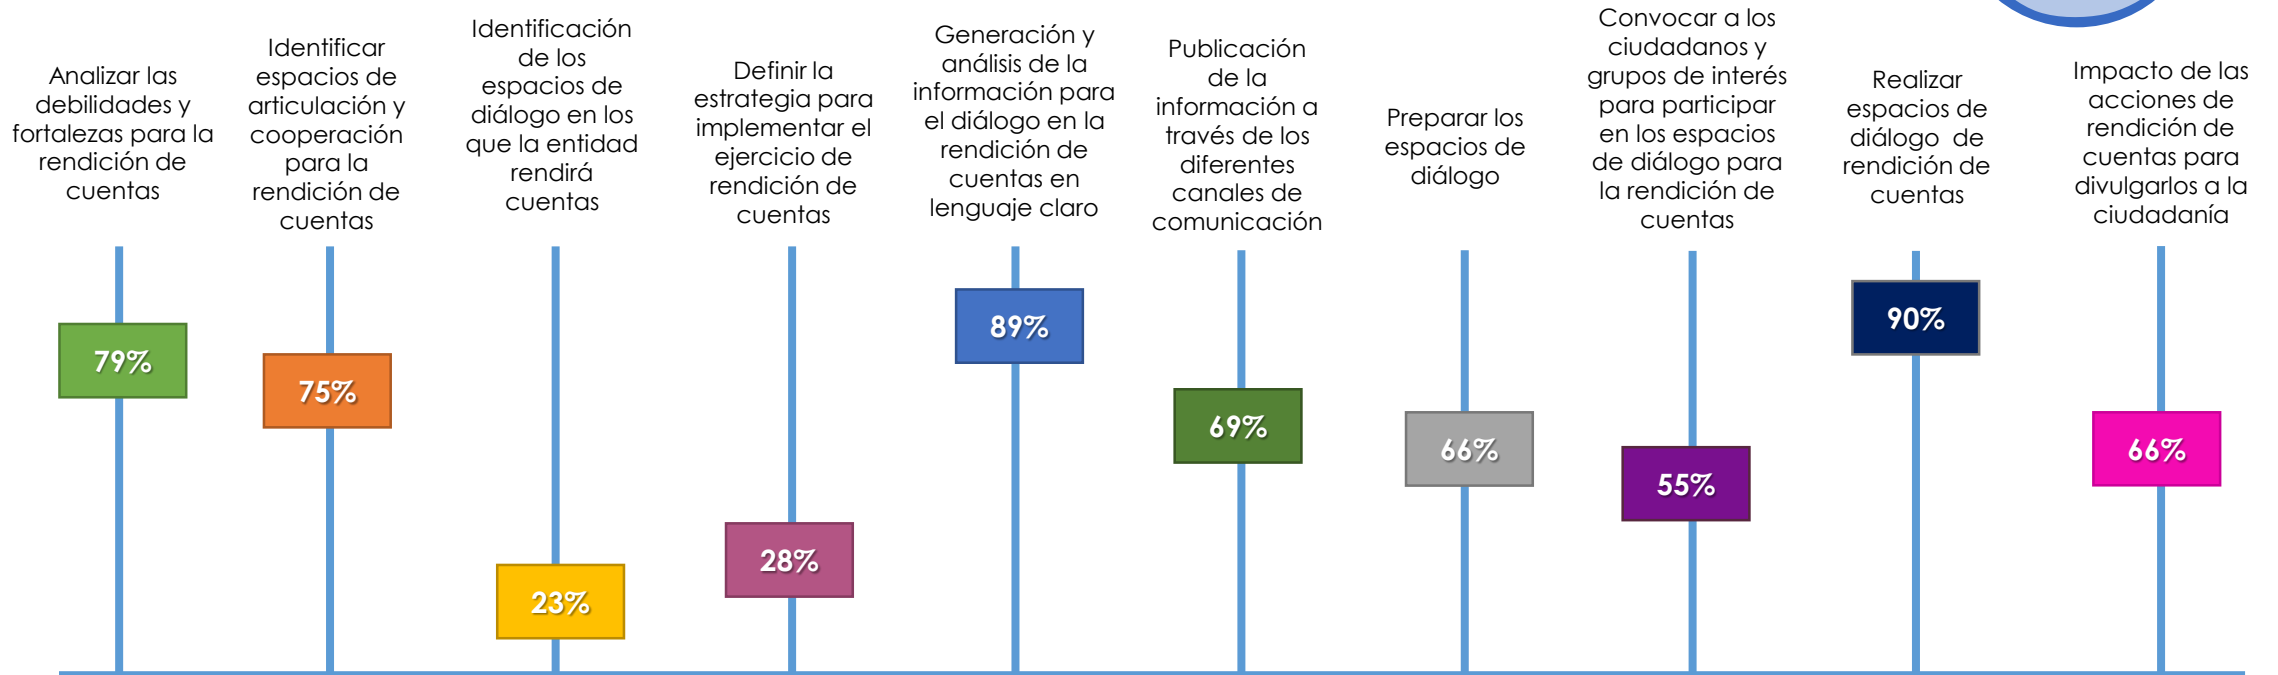 Analizar las
debilidades y
fortalezas para la
rendición de
cuentas
Identificar
espacios de
articulación y
cooperación
para la
rendición de
cuentas
Identificación
de los
espacios de
diálogo en los
que la entidad
rendirá
cuentas
Definir la
estrategia para
implementar el
ejercicio de
rendición de
cuentas
Generación y
análisis de la
información para
el diálogo en la
rendición de
cuentas en
lenguaje claro
Publicación
de la
información a
través de los
diferentes
canales de
comunicación
Preparar los
espacios de
diálogo
Convocar a los
ciudadanos y
grupos de interés
para participar
en los espacios
de diálogo para
la rendición de
cuentas
Realizar
espacios de
diálogo de
rendición de
cuentas
Impacto de las
acciones de
rendición de
cuentas para
divulgarlos a la
ciudadanía
79%
75%
23%
28%
89%
69%
66%
55%
90%
66%